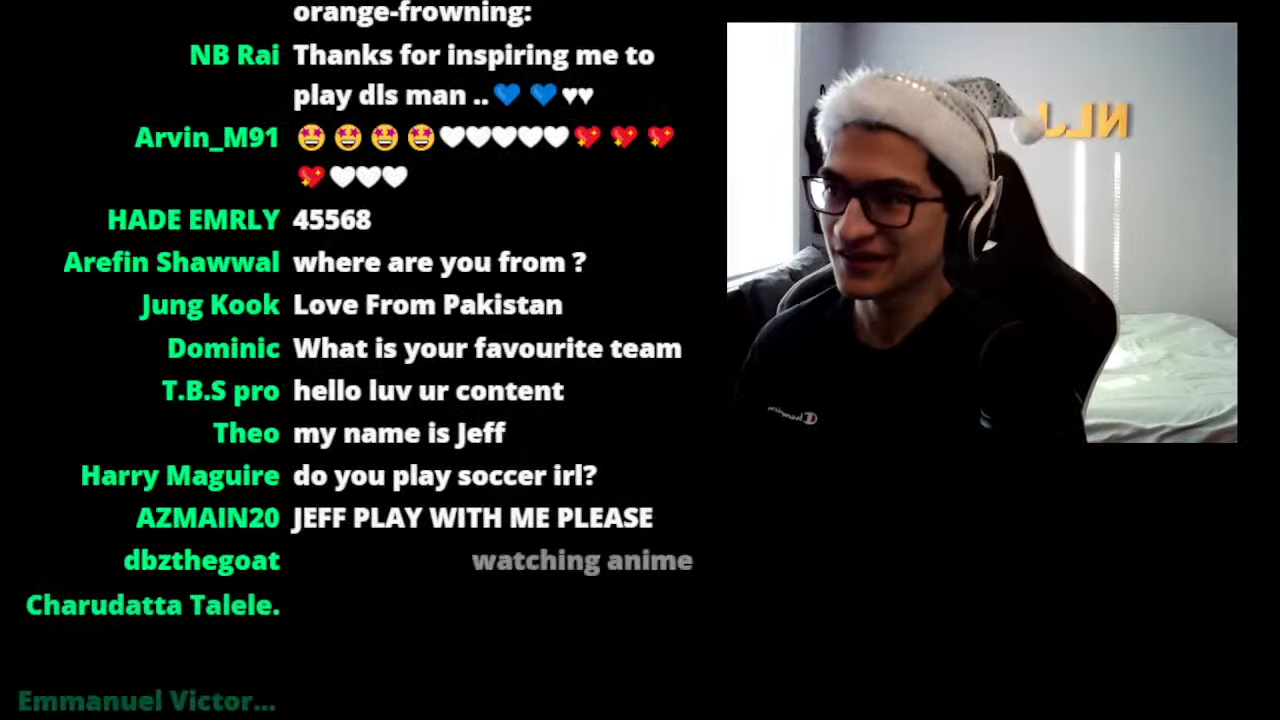 orange-frowning:
NB Rai Thanks for inspiring me to
play dls man ..💙 💙♥♥
Arvin_M91 🤩 🤩 🤩 🤩🤍🤍🤍🤍🤍💖 💖 💖
💖🤍🤍🤍
HADE EMRLY 45568
Arefin Shawwal where are you from ?
Jung Kook Love From Pakistan
Dominic What is your favourite team
T.B.S pro hello luv ur content
Theo my name is Jeff
Harry Maguire do you play soccer irl?
AZMAIN20 JEFF PLAY WITH ME PLEASE
dbzthegoat watching anime
Charudatta Talele.
Emmanuel Victor...
NLJ
Champion